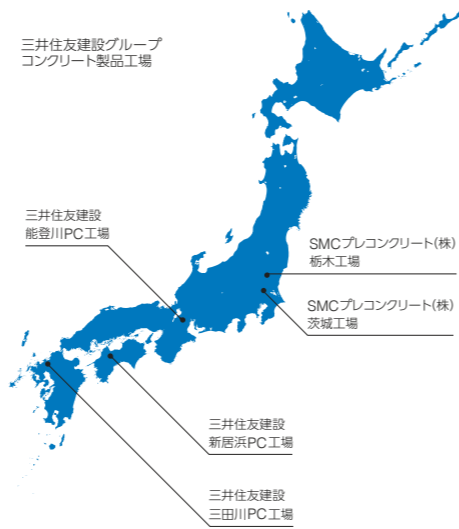 三井住友建設グループ
コンクリート製品工場
三井住友建設
能登川PC工場
SMCプレコンクリート(株)
栃木工場
SMCプレコンクリート(株)
茨城工場
三井住友建設
新居浜PC工場
三井住友建設
三田川PC工場